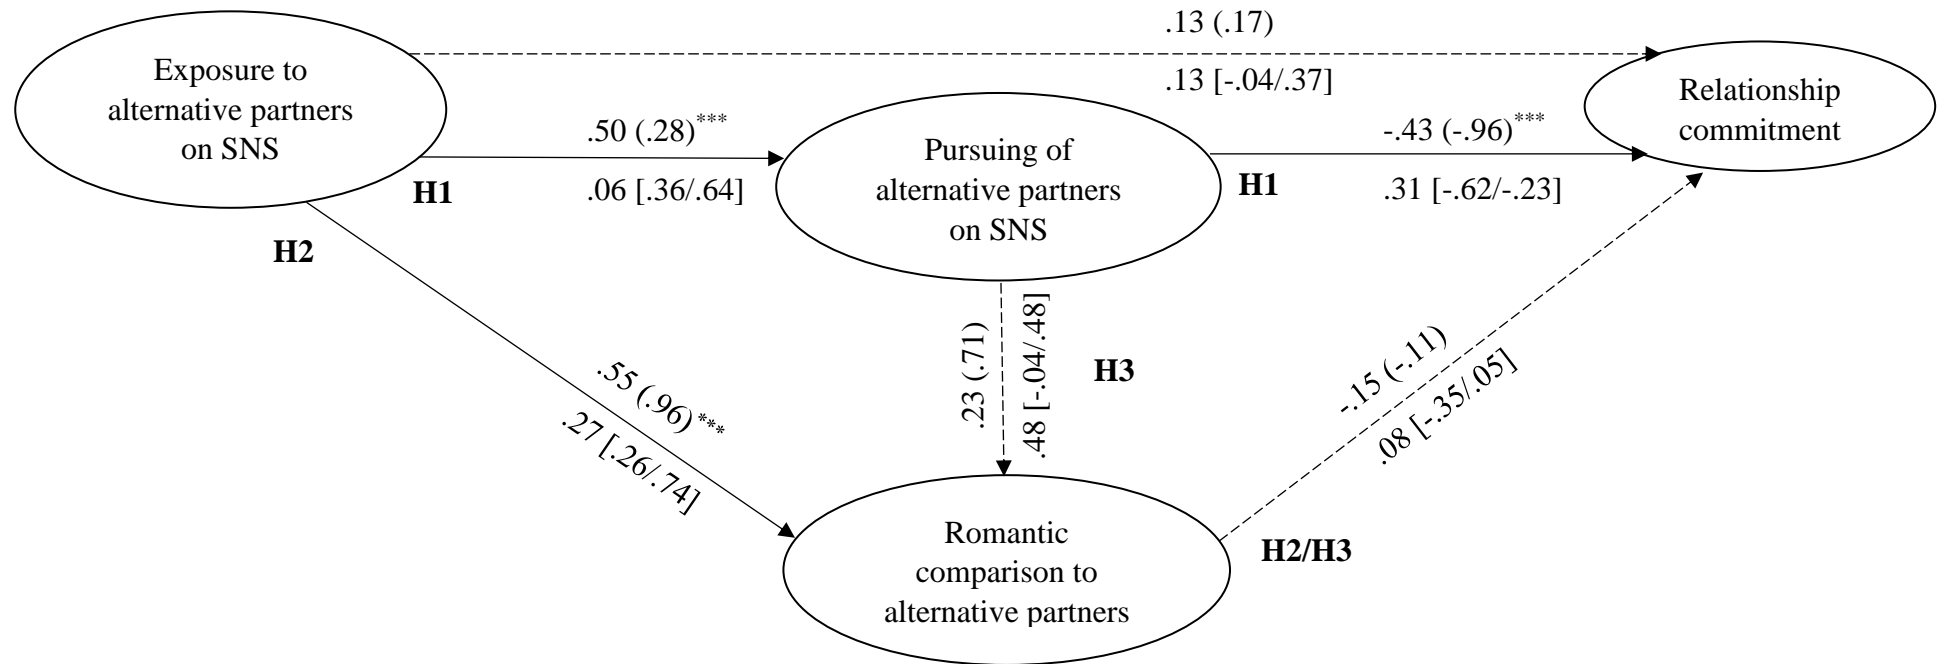 .13 (.17)
.13 [-.04/.37]
Exposure to
alternative partners
on SNS
Relationship
commitment
.50 (.28)***
.06 [.36/.64]
H1
Pursuing of
alternative partners
on SNS
-.43 (-.96)***
.31 [-.62/-.23]
H1
H2
.55 (.96)***
.27 [.26/.74]
.23 (.71)
.48 [-.04/.48]
H3
-.15 (-.11)
.08 [-.35/.05]
H2/H3
Romantic
comparison to
alternative partners